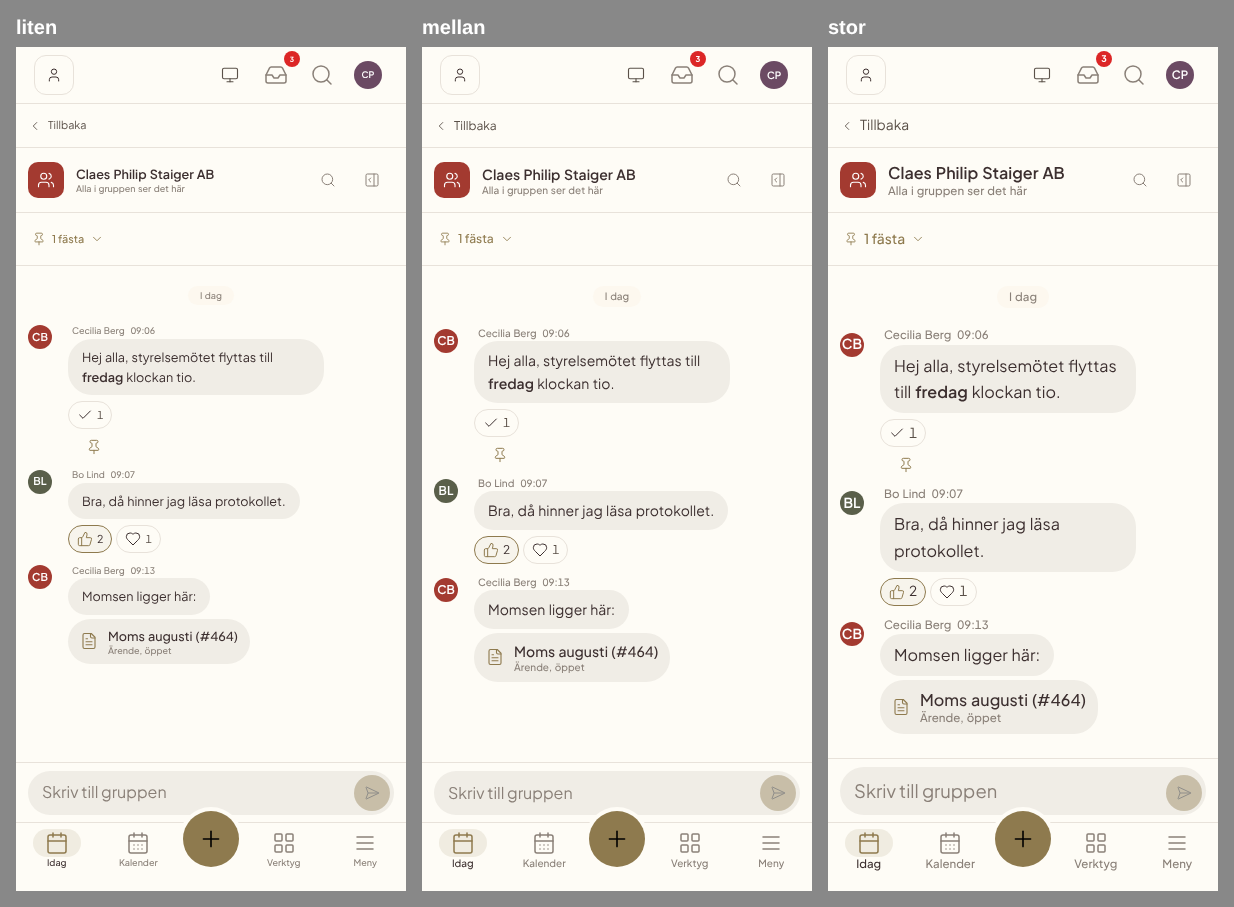 liten
3
CP
Tillbaka
Claes Philip Staiger AB
Alla i gruppen ser det här
1 fästa
I dag
Cecilia Berg 09:06
CB
Hej alla, styrelsemötet flyttas till
fredag klockan tio.
1
Bo Lind 09:07
BL
Bra, då hinner jag läsa protokollet.
2
1
Cecilia Berg 09:13
CB
Momsen ligger här:
Moms augusti (#464)
Ärende, öppet
Skriv till gruppen
Idag
Kalender
Verktyg
Meny
mellan
3
CP
Tillbaka
Claes Philip Staiger AB
Alla i gruppen ser det här
1 fästa
I dag
Cecilia Berg 09:06
CB
Hej alla, styrelsemötet flyttas till
fredag klockan tio.
1
Bo Lind 09:07
BL
Bra, då hinner jag läsa protokollet.
2
1
Cecilia Berg 09:13
CB
Momsen ligger här:
Moms augusti (#464)
Ärende, öppet
Skriv till gruppen
Idag
Kalender
Verktyg
Meny
stor
3
CP
Tillbaka
Claes Philip Staiger AB
Alla i gruppen ser det här
1 fästa
I dag
Cecilia Berg 09:06
CB
Hej alla, styrelsemötet flyttas
till fredag klockan tio.
1
Bo Lind 09:07
BL
Bra, då hinner jag läsa
protokollet.
2
1
Cecilia Berg 09:13
CB
Momsen ligger här:
Moms augusti (#464)
Ärende, öppet
Skriv till gruppen
Idag
Kalender
Verktyg
Meny